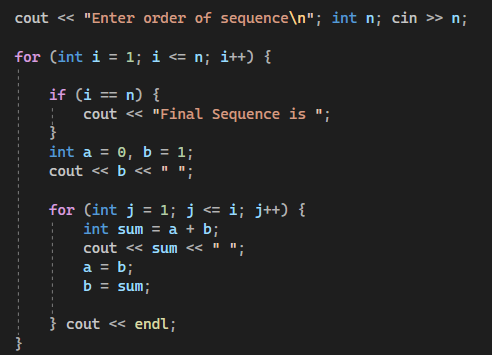 cout << "Enter order of sequence\n"; int n; cin >> n;
for (int i = 1; i <= n; i++) {
if (i == n) {
cout << "Final Sequence is ";
}
int a = 0, b = 1;
cout << b << " ";
for (int j = 1; j <= i; j++) {
int sum = a + b;
cout << sum << " ";
a = b;
b = sum;
} cout << endl;
}